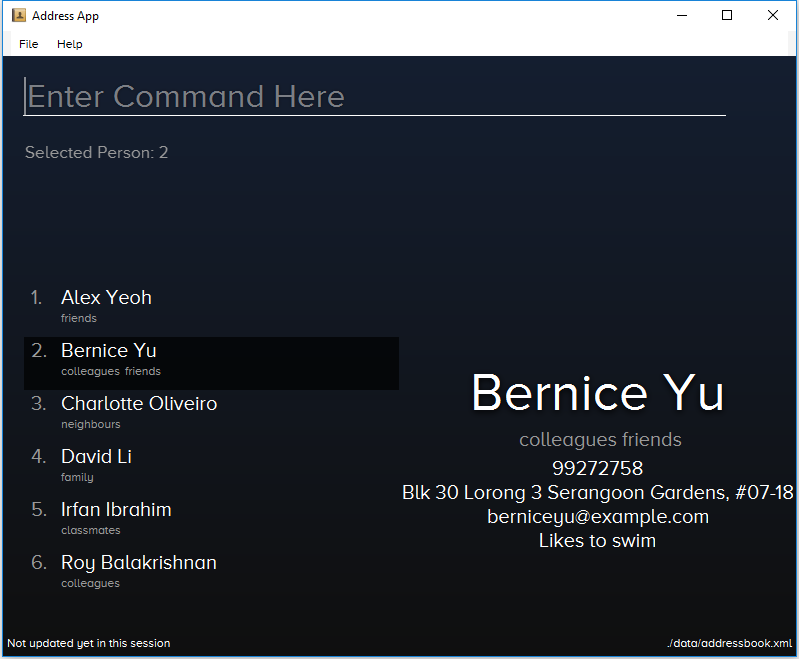 Address App
File Help
Enter Command Here
Selected Person: 2
1. Alex Yeoh
friends
2. Bernice Yu
colleagues friends
3. Charlotte Oliveiro
neighbours
4. David Li
family
5. Irfan Ibrahim
classmates
6. Roy Balakrishnan
colleagues
Bernice Yu
colleagues friends
99272758
Blk 30 Lorong 3 Serangoon Gardens, #07-18
berniceyu@example.com
Likes to swim
Not updated yet in this session
./data/addressbook.xml